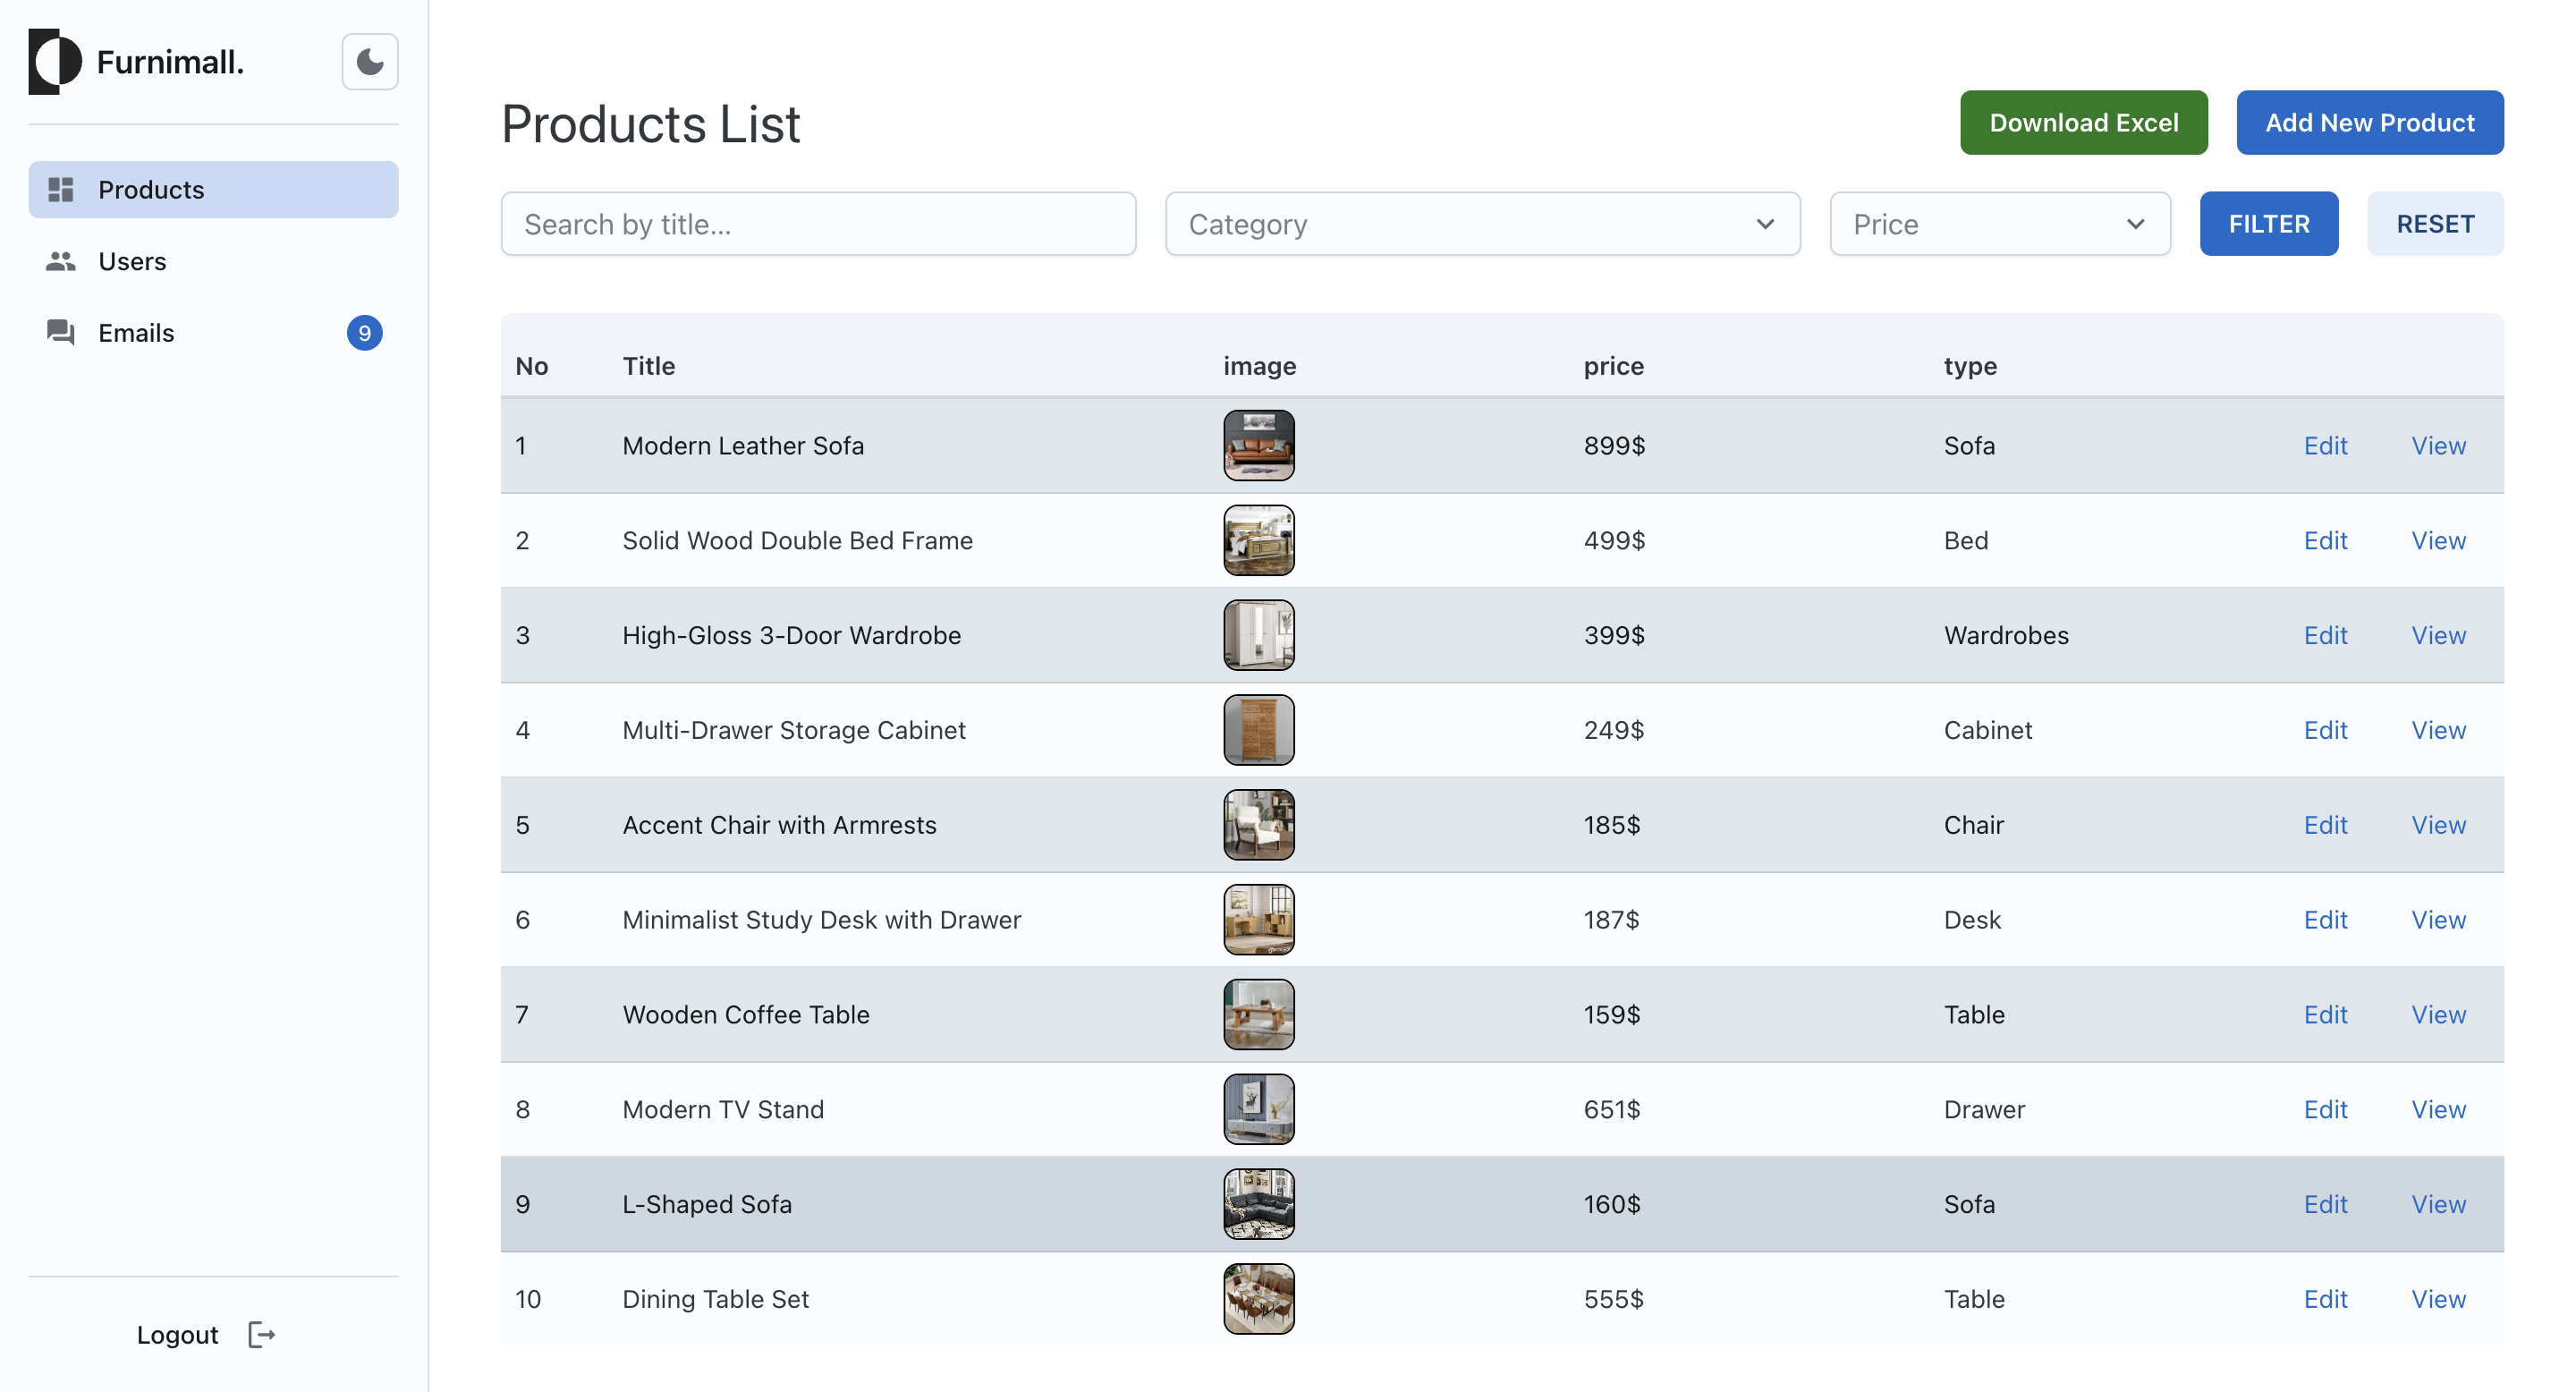 Furnimall.
Products
Users
Emails 9
Logout
Products List
Download Excel Add New Product
Search by title... Category Price FILTER RESET
No Title image price type
1 Modern Leather Sofa 899$ Sofa Edit View
2 Solid Wood Double Bed Frame 499$ Bed Edit View
3 High-Gloss 3-Door Wardrobe 399$ Wardrobes Edit View
4 Multi-Drawer Storage Cabinet 249$ Cabinet Edit View
5 Accent Chair with Armrests 185$ Chair Edit View
6 Minimalist Study Desk with Drawer 187$ Desk Edit View
7 Wooden Coffee Table 159$ Table Edit View
8 Modern TV Stand 651$ Drawer Edit View
9 L-Shaped Sofa 160$ Sofa Edit View
10 Dining Table Set 555$ Table Edit View